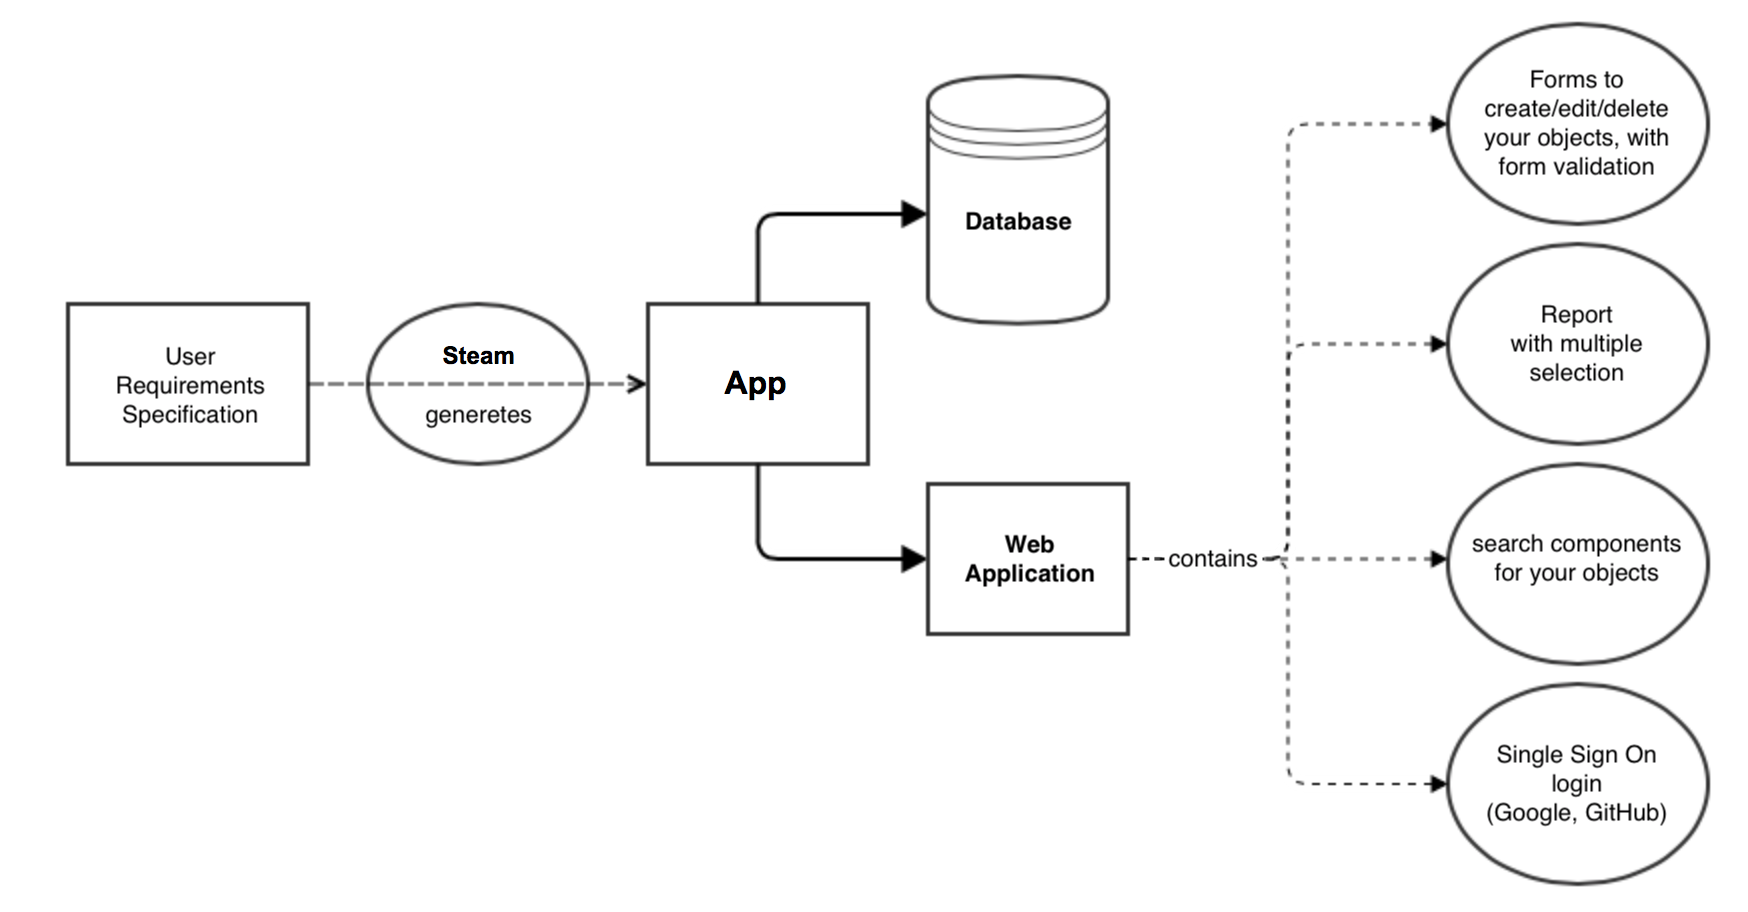 User
Requirements
Specification
Steam
generetes
App
Database
Web
Application
contains
Forms to
create/edit/delete
your objects, with
form validation
Report
with multiple
selection
search components
for your objects
Single Sign On
login
(Google, GitHub)